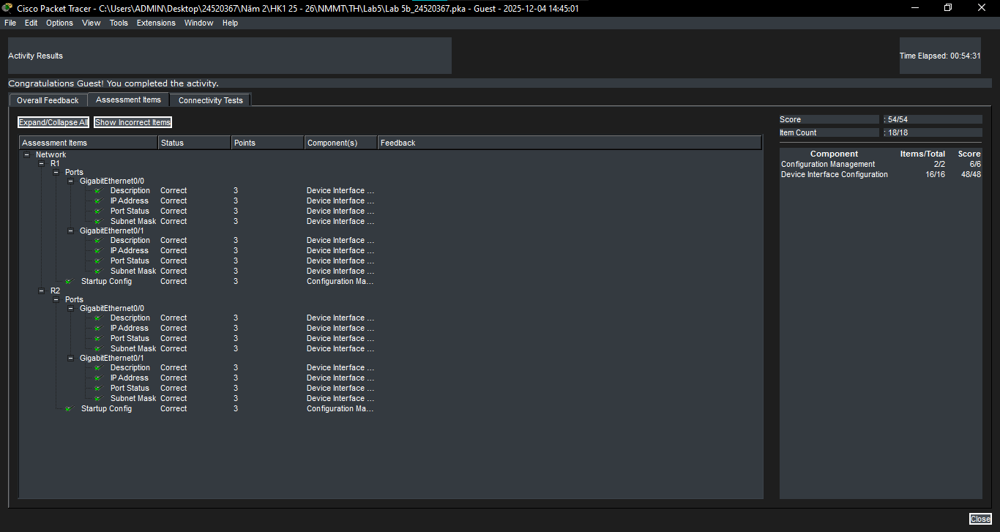 Cisco Packet Tracer - C:\Users\ADMIN\Desktop\24520367\Năm 2\HK1 25 - 26\NMMT\TH\Lab5\Lab 5b_24520367.pka - Guest - 2025-12-04 14:45:01
File Edit Options View Tools Extensions Window Help
Activity Results
Time Elapsed: 00:54:31
Congratulations Guest! You completed the activity.
Overall Feedback Assessment Items Connectivity Tests
Expand/Collapse All Show Incorrect Items
Assessment Items Status Points Component(s) Feedback
Network
R1
Ports
GigabitEthernet0/0
Description Correct 3 Device Interface ...
IP Address Correct 3 Device Interface ...
Port Status Correct 3 Device Interface ...
Subnet Mask Correct 3 Device Interface ...
GigabitEthernet0/1
Description Correct 3 Device Interface ...
IP Address Correct 3 Device Interface ...
Port Status Correct 3 Device Interface ...
Subnet Mask Correct 3 Device Interface ...
Startup Config Correct 3 Configuration Ma...
R2
Ports
GigabitEthernet0/0
Description Correct 3 Device Interface ...
IP Address Correct 3 Device Interface ...
Port Status Correct 3 Device Interface ...
Subnet Mask Correct 3 Device Interface ...
GigabitEthernet0/1
Description Correct 3 Device Interface ...
IP Address Correct 3 Device Interface ...
Port Status Correct 3 Device Interface ...
Subnet Mask Correct 3 Device Interface ...
Startup Config Correct 3 Configuration Ma...
Score : 54/54
Item Count : 18/18
Component Items/Total Score
Configuration Management 2/2 6/6
Device Interface Configuration 16/16 48/48
Close